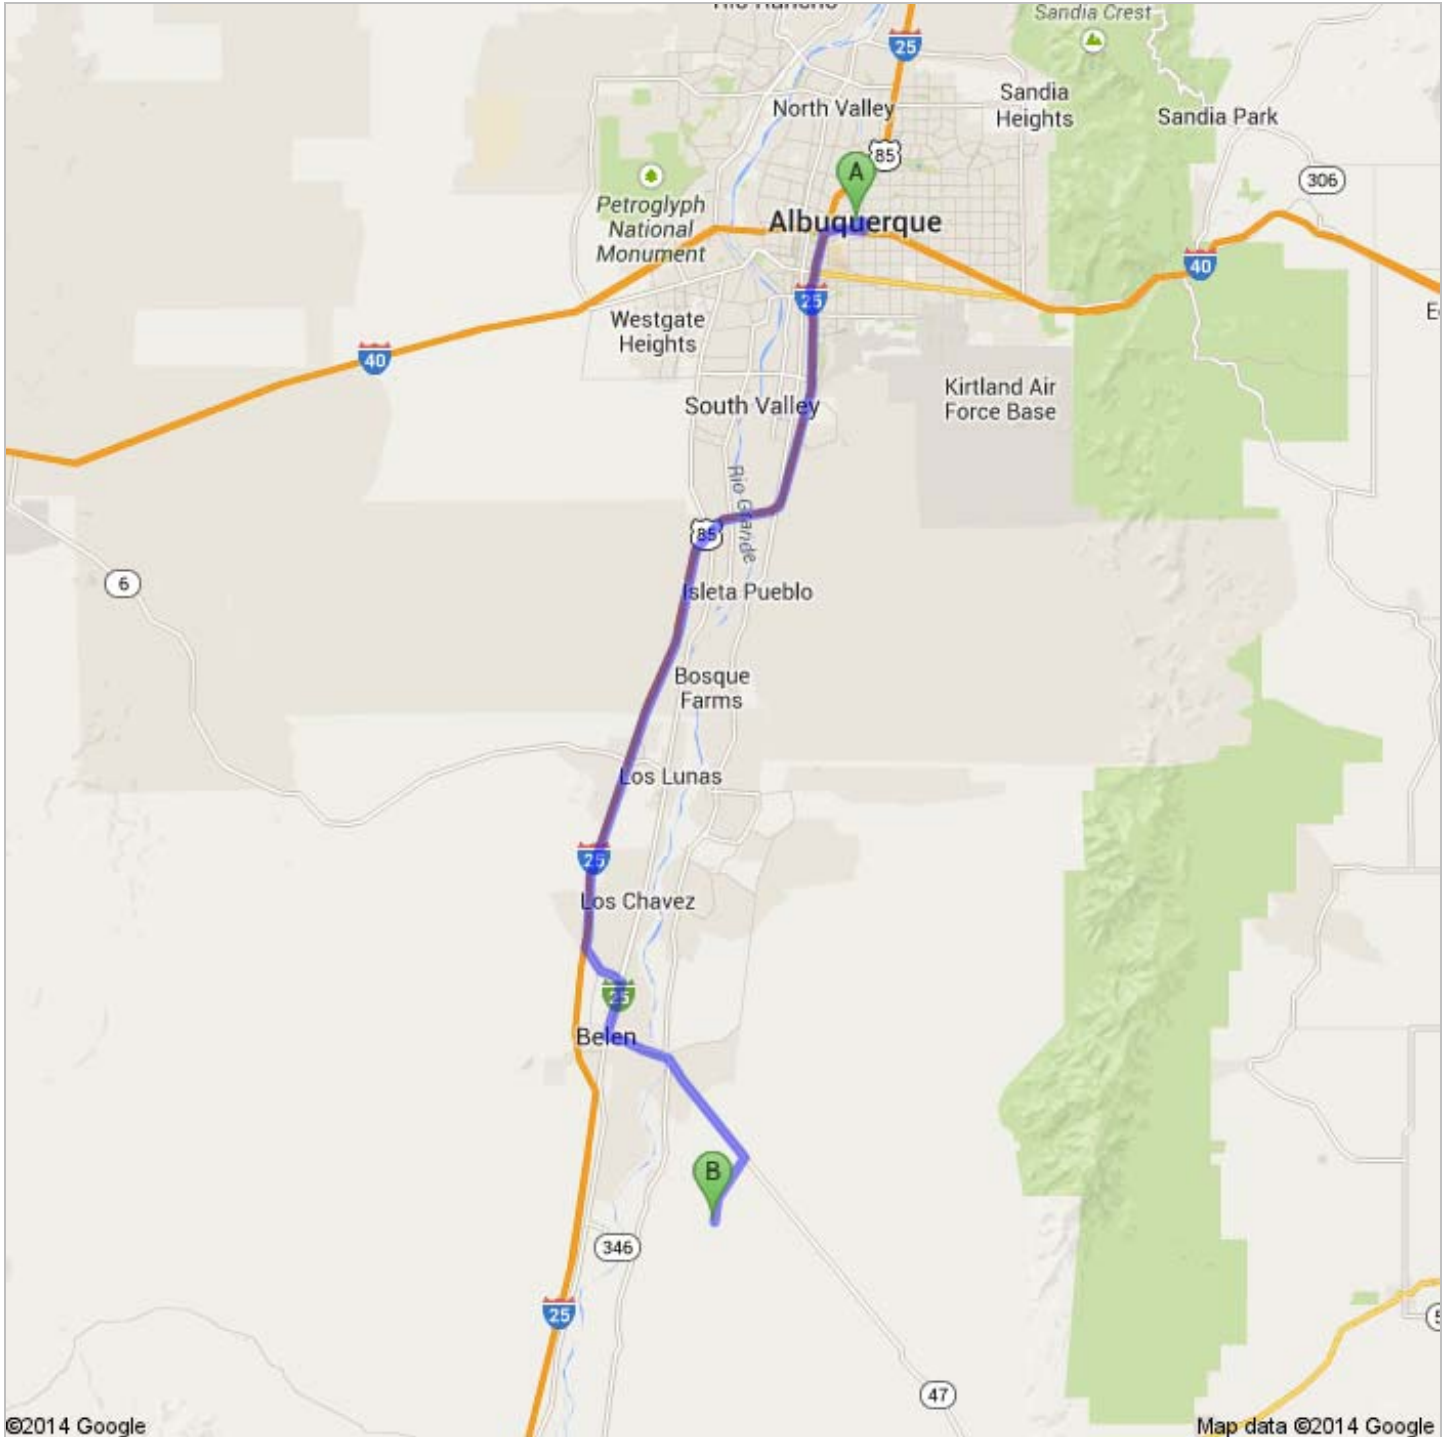 Rio Rancho
Sandia Crest
25
North Valley
Sandia
Heights
Sandia Park
85
A
306
Petroglyph
National
Monument
Albuquerque
40
25
Westgate
Heights
40
Kirtland Air
Force Base
South Valley
Rio Grande
85
6
Isleta Pueblo
Bosque
Farms
Los Lunas
25
Los Chavez
25
Belen
B
346
25
47
©2014 Google
Map data ©2014 Google